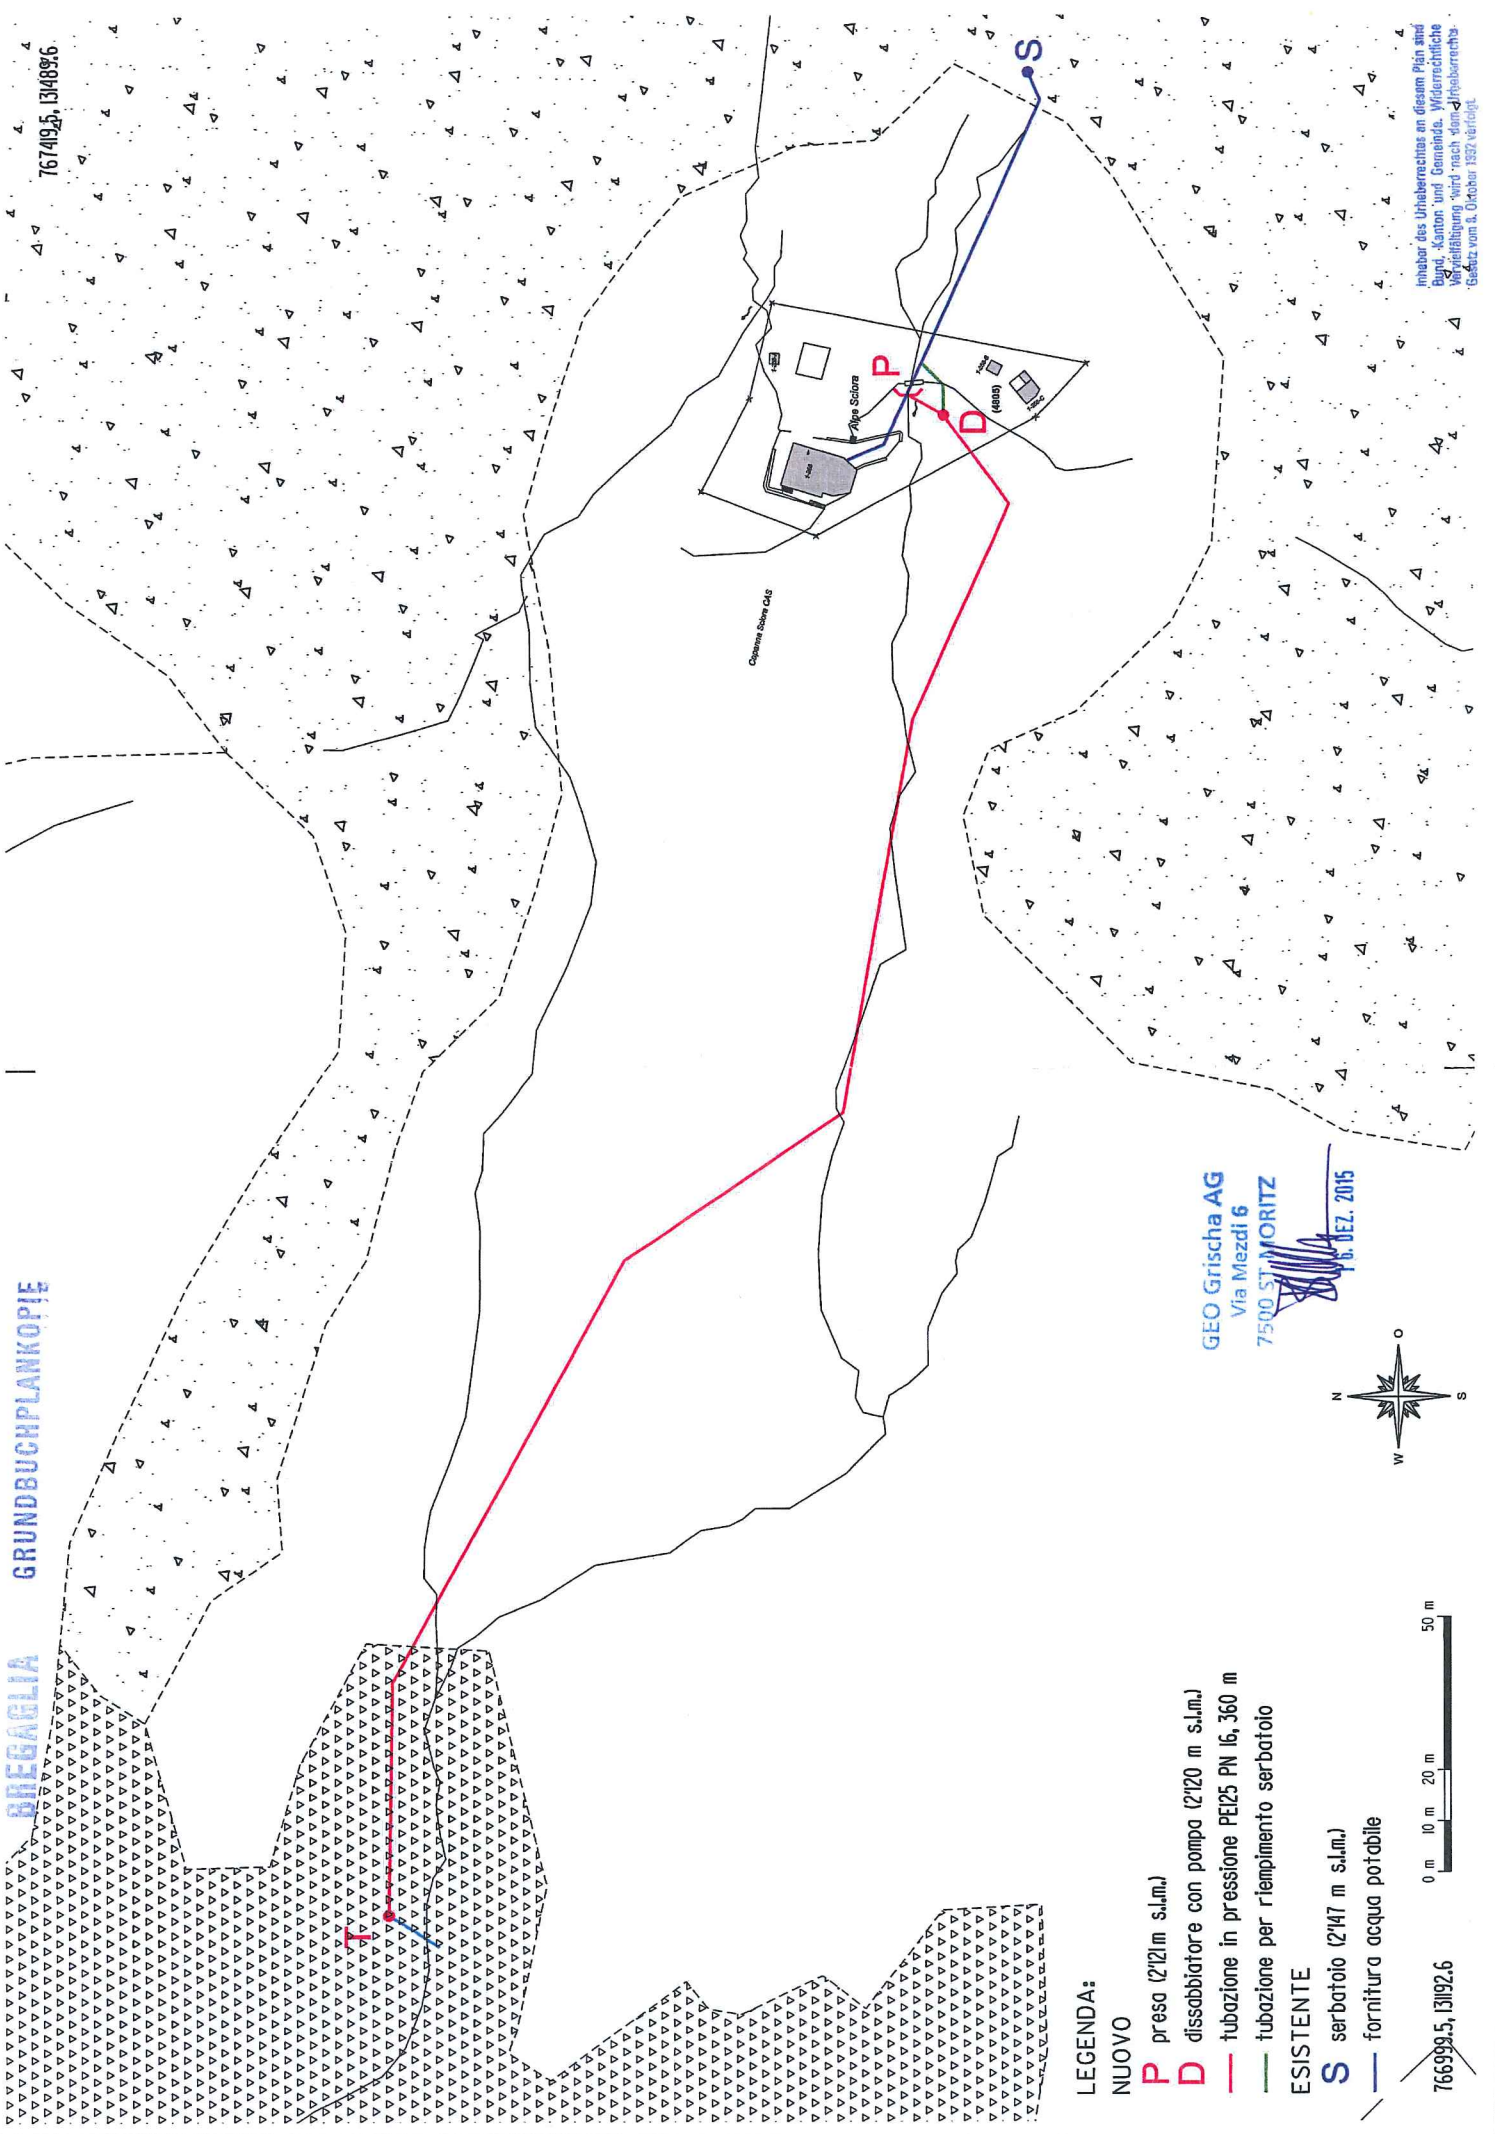 BREGAGLIA GRUNDBUCHPLANKOPIE
767419.5, 131489.6
T
Capanna Sciora CAS
Alpe Sciora
P
D
(4805)
S
GEO Grischa AG
Via Mezdi 6
7500 ST. MORITZ
16. DEZ. 2015
N
W
O
S
LEGENDA:
NUOVO
P presa (2'121m s.l.m.)
D dissabbiatore con pompa (2'120 m s.l.m.)
tubazione in pressione PE125 PN 16, 360 m
tubazione per riempimento serbatoio
ESISTENTE
S serbatoio (2'147 m s.l.m.)
fornitura acqua potabile
0 m 10 m 20 m 50 m
766999.5, 131192.6
Inhaber des Urheberrechtes an diesem Plan sind
Bund, Kanton und Gemeinde. Widerrechtliche
Vervielfältigung wird nach dem Urheberrechts-
Gesetz vom 9. Oktober 1992 verfolgt.